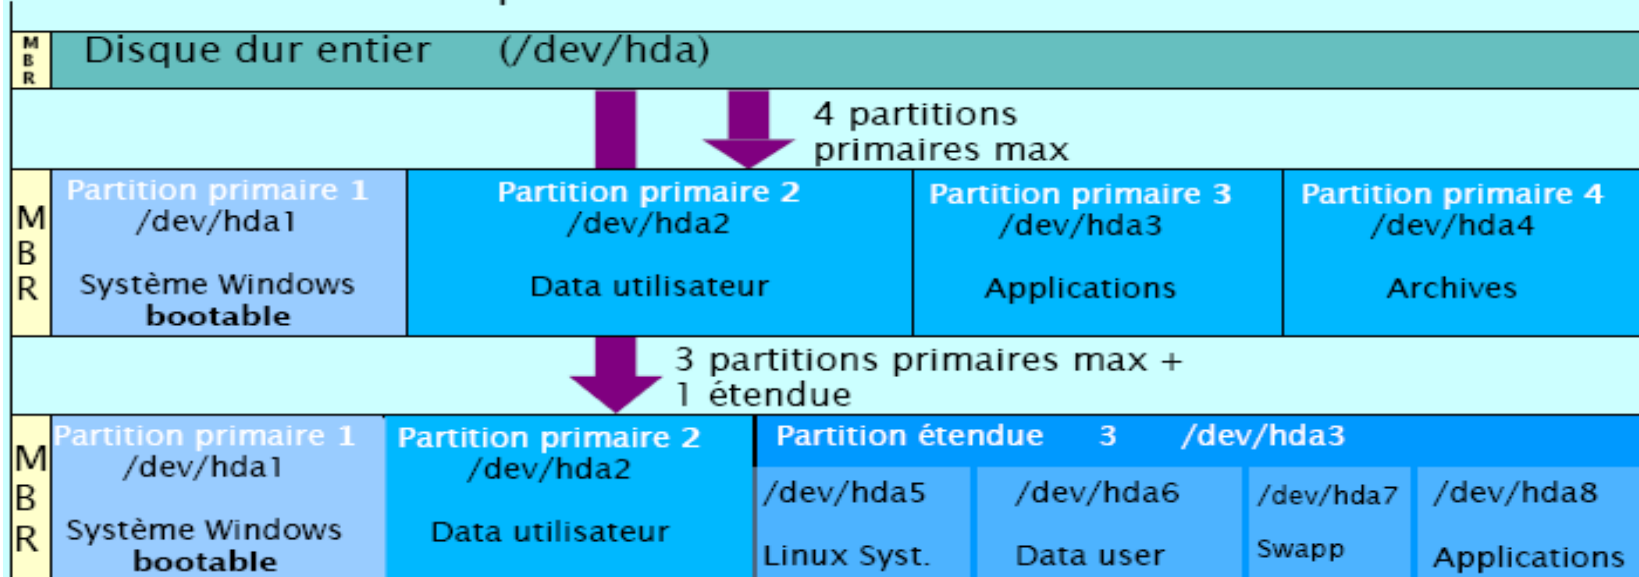 MBR
Disque dur entier (/dev/hda)
4 partitions
primaires max
MBR
Partition primaire 1
/dev/hda1
Système Windows
bootable
Partition primaire 2
/dev/hda2
Data utilisateur
Partition primaire 3
/dev/hda3
Applications
Partition primaire 4
/dev/hda4
Archives
3 partitions primaires max +
1 étendue
MBR
Partition primaire 1
/dev/hda1
Système Windows
bootable
Partition primaire 2
/dev/hda2
Data utilisateur
Partition étendue 3 /dev/hda3
/dev/hda5
Linux Syst.
/dev/hda6
Data user
/dev/hda7
Swapp
/dev/hda8
Applications